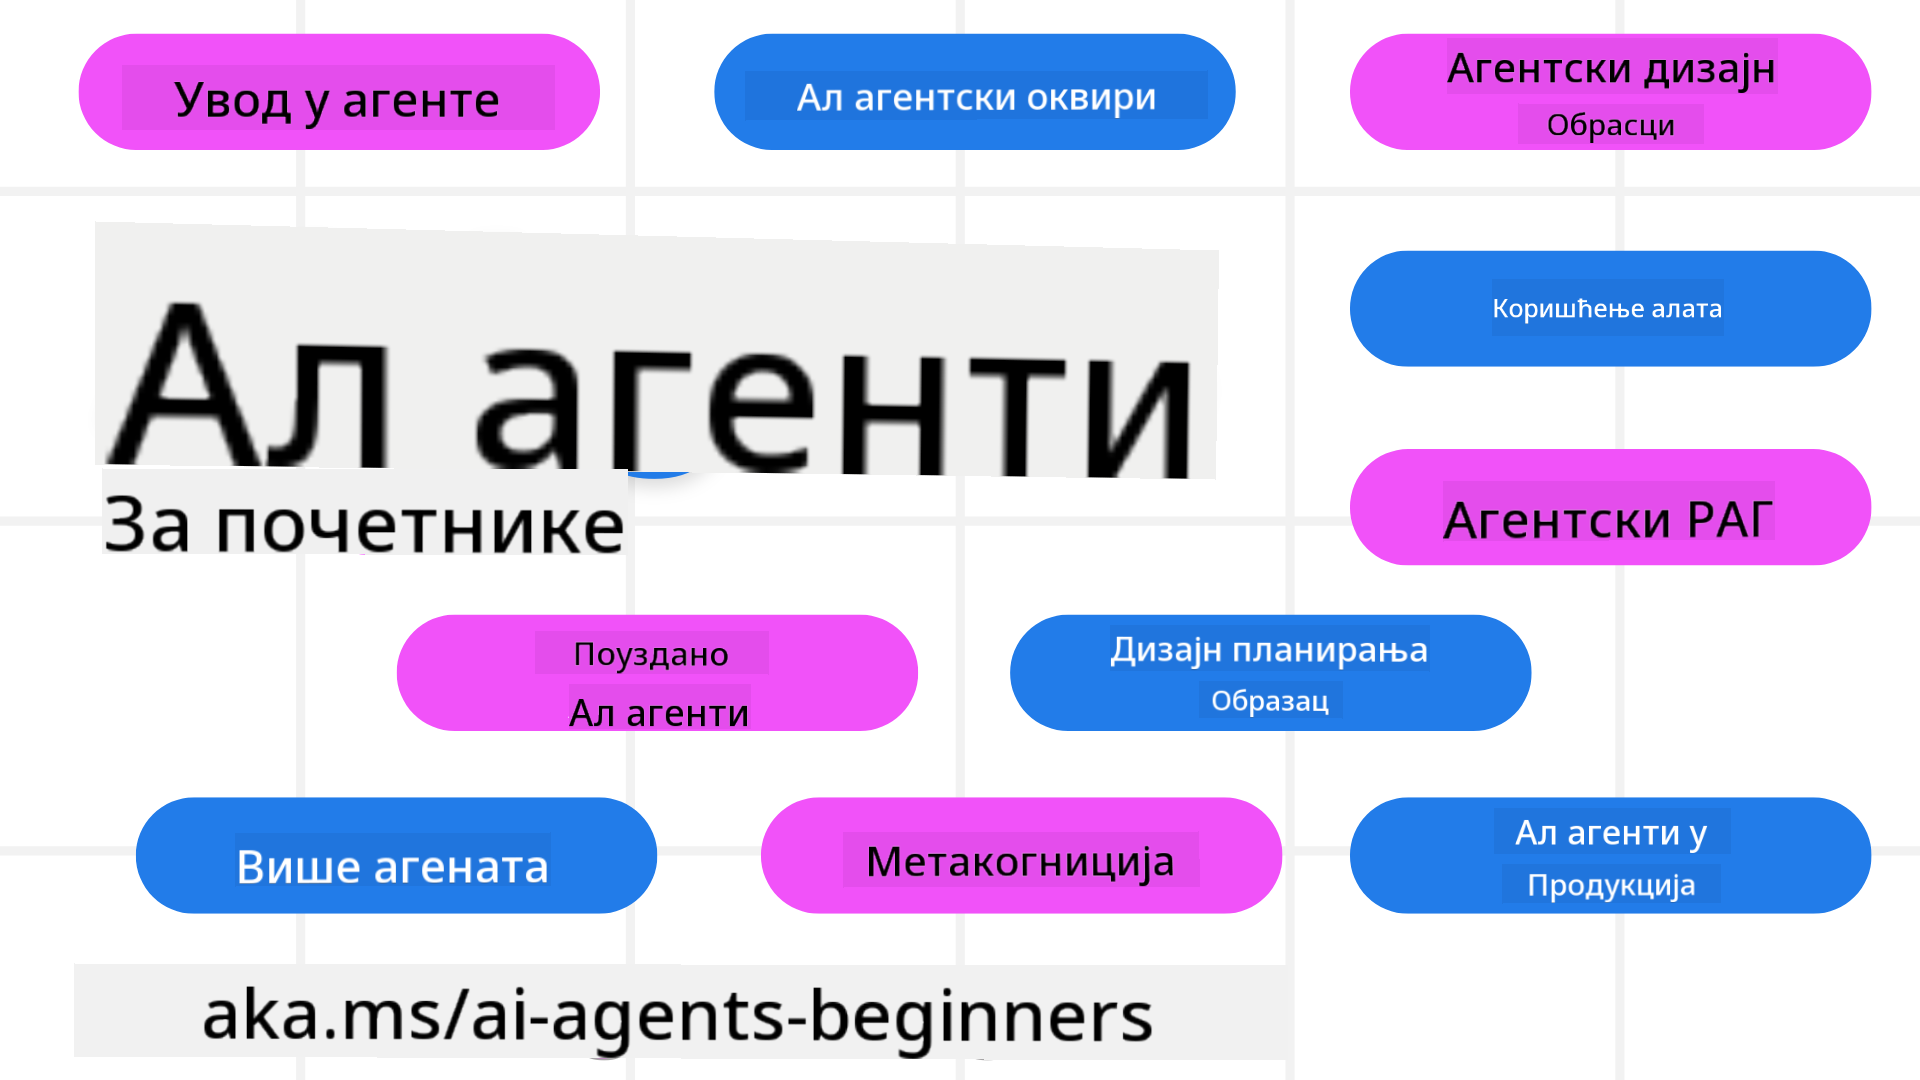 Увод у агенте
Ал агентски оквири
Агентски дизајн
Обрасци
Ал агенти
За почетнике
Коришћење алата
Агентски РАГ
Поуздано
Ал агенти
Дизајн планирања
Образац
Више агената
Метакогниција
Ал агенти у
Продукција
aka.ms/ai-agents-beginners